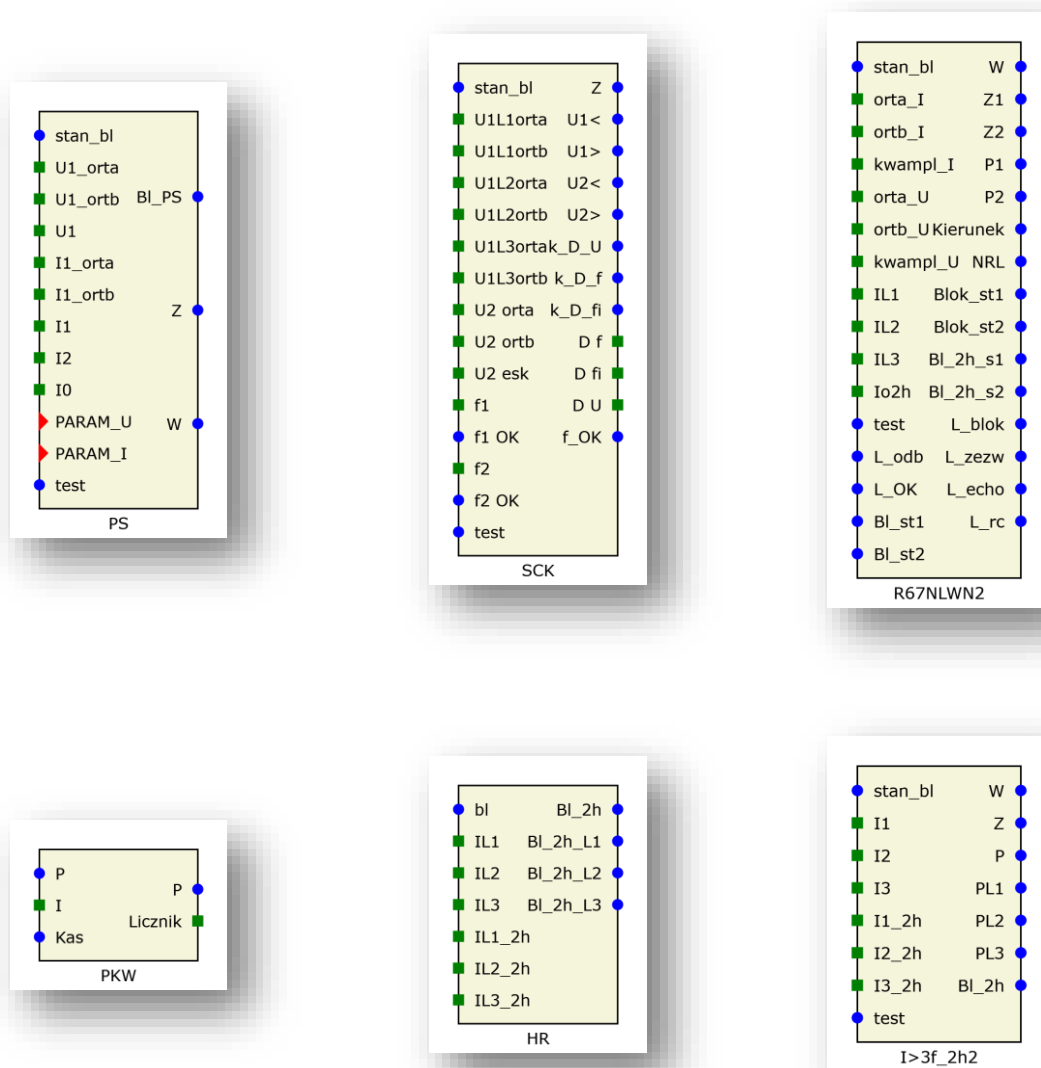 stan_bl
U1_orta
U1_ortb Bl_PS
U1
I1_orta
I1_ortb
I1 Z
I2
I0
PARAM_U W
PARAM_I
test
PS
stan_bl Z
U1L1orta U1<
U1L1ortb U1>
U1L2orta U2<
U1L2ortb U2>
U1L3orta k_D_U
U1L3ortb k_D_f
U2 orta k_D_fi
U2 ortb D f
U2 esk D fi
f1 D U
f1 OK f_OK
f2
f2 OK
test
SCK
stan_bl W
orta_I Z1
ortb_I Z2
kwampl_I P1
orta_U P2
ortb_U Kierunek
kwampl_U NRL
IL1 Blok_st1
IL2 Blok_st2
IL3 Bl_2h_s1
Io2h Bl_2h_s2
test L_blok
L_odb L_zezw
L_OK L_echo
Bl_st1 L_rc
Bl_st2
R67NLWN2
P P
I Licznik
Kas
PKW
bl Bl_2h
IL1 Bl_2h_L1
IL2 Bl_2h_L2
IL3 Bl_2h_L3
IL1_2h
IL2_2h
IL3_2h
HR
stan_bl W
I1 Z
I2 P
I3 PL1
I1_2h PL2
I2_2h PL3
I3_2h Bl_2h
test
I>3f_2h2